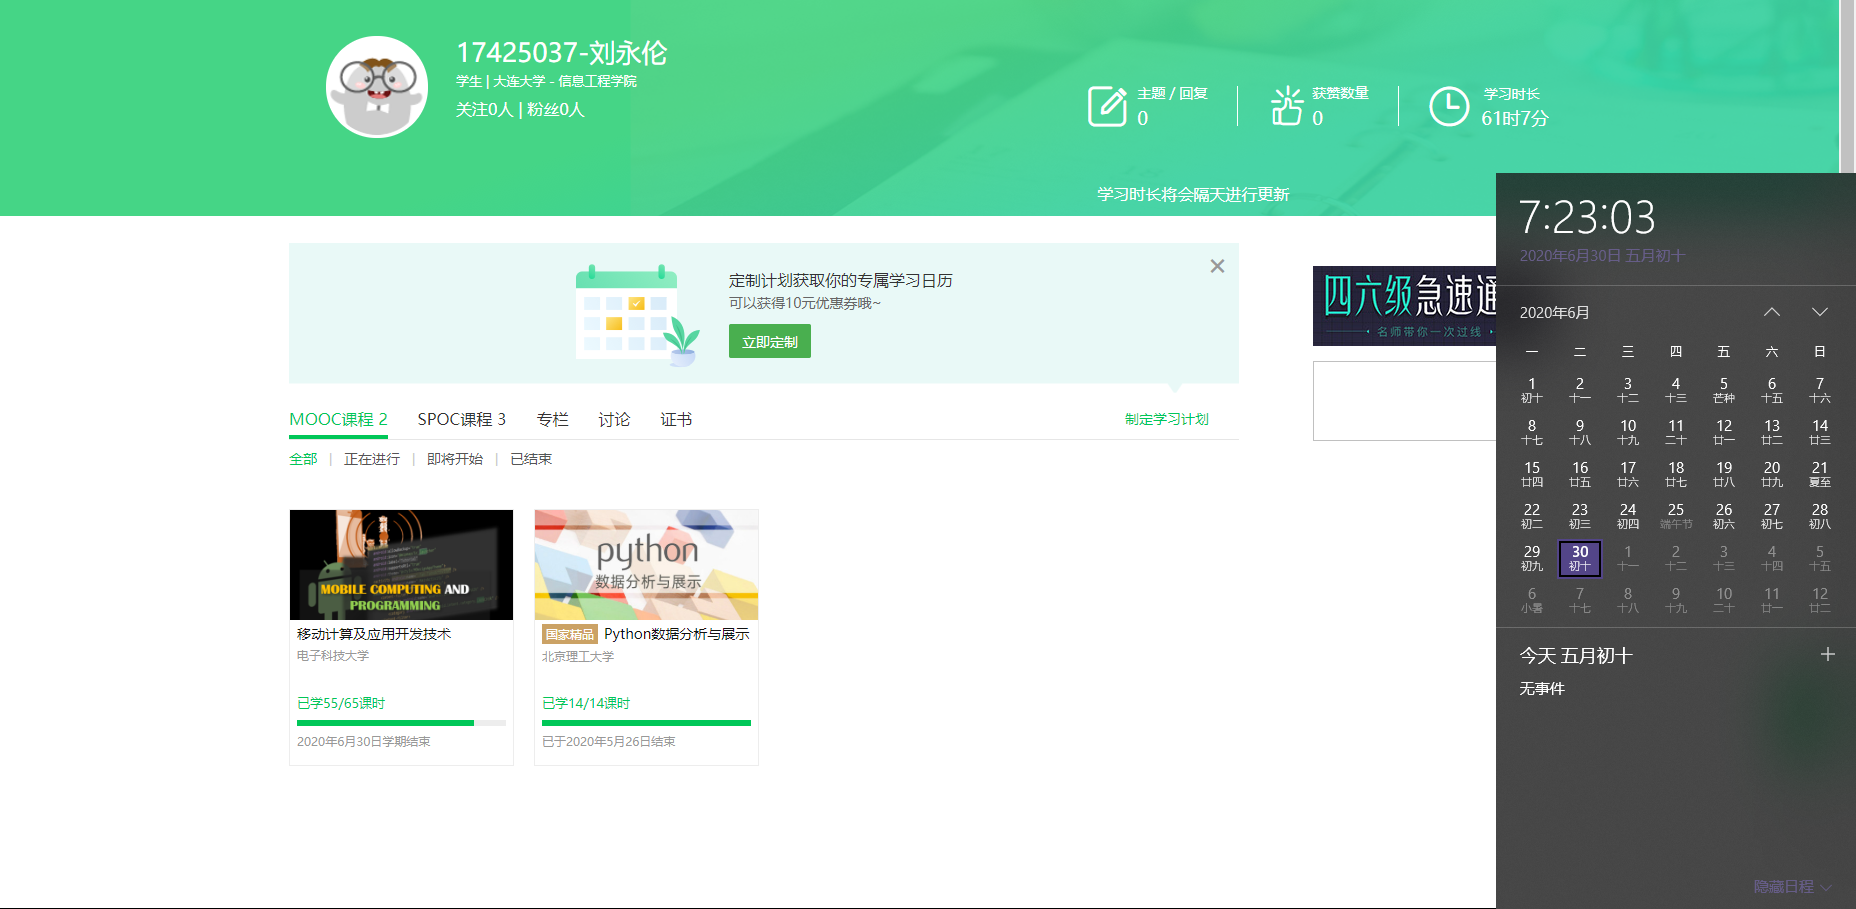 17425037-刘永伦
学生 | 大连大学 - 信息工程学院
关注0人 | 粉丝0人
主题 / 回复
0
获赞数量
0
学习时长
61时7分
学习时长将会隔天进行更新
定制计划获取你的专属学习日历
可以获得10元优惠券哦~
立即定制
四六级急速通
名师带你一次过线
MOOC课程 2 SPOC课程 3 专栏 讨论 证书
制定学习计划
全部 | 正在进行 | 即将开始 | 已结束
MOBILE COMPUTING AND
PROGRAMMING
移动计算及应用开发技术
电子科技大学
已学55/65课时
2020年6月30日学期结束
python
数据分析与展示
国家精品 Python数据分析与展示
北京理工大学
已学14/14课时
已于2020年5月26日结束
7:23:03
2020年6月30日 五月初十
2020年6月
一 二 三 四 五 六 日
1 2 3 4 5 6 7
初十 十一 十二 十三 芒种 十五 十六
8 9 10 11 12 13 14
十七 十八 十九 二十 廿一 廿二 廿三
15 16 17 18 19 20 21
廿四 廿五 廿六 廿七 廿八 廿九 夏至
22 23 24 25 26 27 28
初二 初三 初四 端午节 初六 初七 初八
29 30 1 2 3 4 5
初九 初十 十一 十二 十三 十四 十五
6 7 8 9 10 11 12
小暑 十七 十八 十九 二十 廿一 廿二
今天 五月初十
无事件
隐藏日程